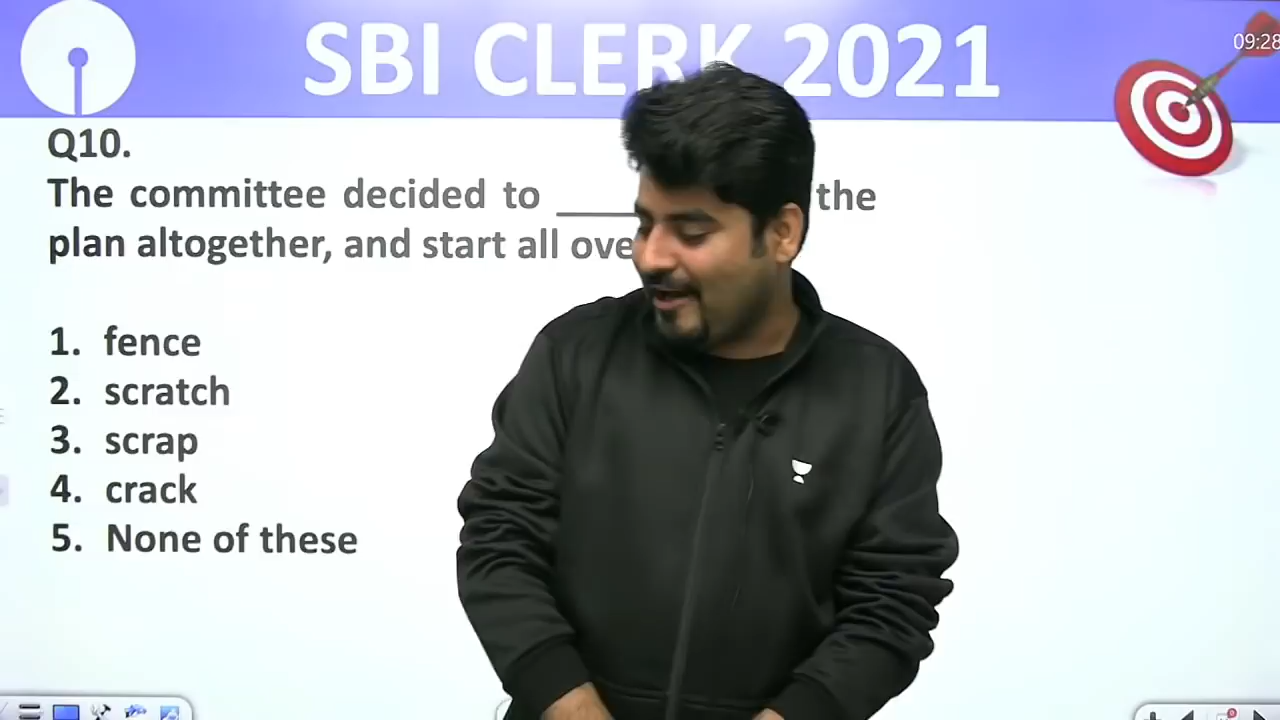 SBI CLERK 2021
09:28
Q10.
The committee decided to ______ the
plan altogether, and start all
1. fence
2. scratch
3. scrap
4. crack
5. None of these